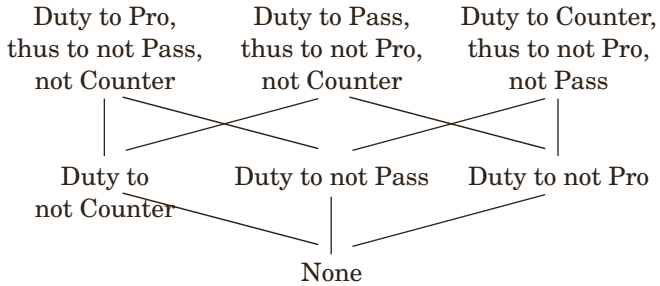 Duty to Pro,
thus to not Pass,
not Counter
Duty to Pass,
thus to not Pro,
not Counter
Duty to Counter,
thus to not Pro,
not Pass
Duty to
not Counter
Duty to not Pass
Duty to not Pro
None